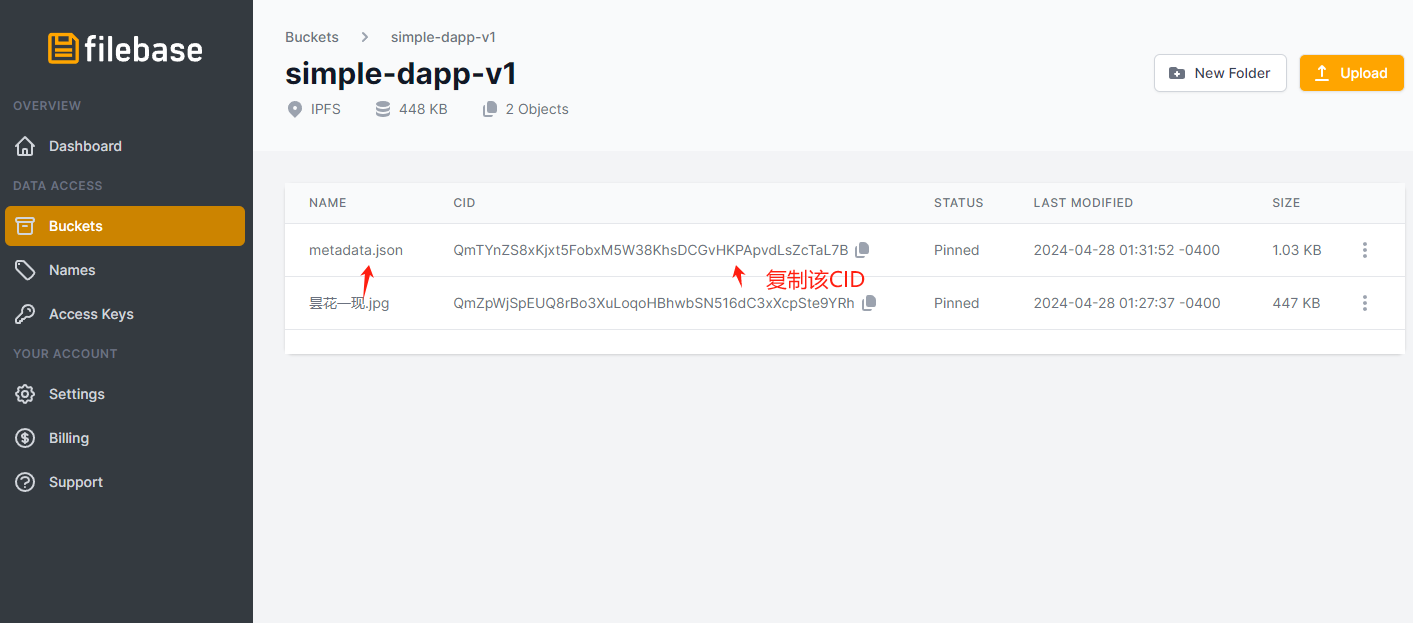 filebase
OVERVIEW
Dashboard
DATA ACCESS
Buckets
Names
Access Keys
YOUR ACCOUNT
Settings
Billing
Support
Buckets simple-dapp-v1
simple-dapp-v1
IPFS 448 KB 2 Objects
New Folder Upload
NAME CID STATUS LAST MODIFIED SIZE
metadata.json QmTYnZS8xKjxt5FobxM5W38KhsDCGvHKPApvdLsZcTaL7B Pinned 2024-04-28 01:31:52 -0400 1.03 KB
复制该CID
昙花一现.jpg QmZpWjSpEUQ8rBo3XuLoqoHBhwbSN516dC3xXcpSte9YRh Pinned 2024-04-28 01:27:37 -0400 447 KB